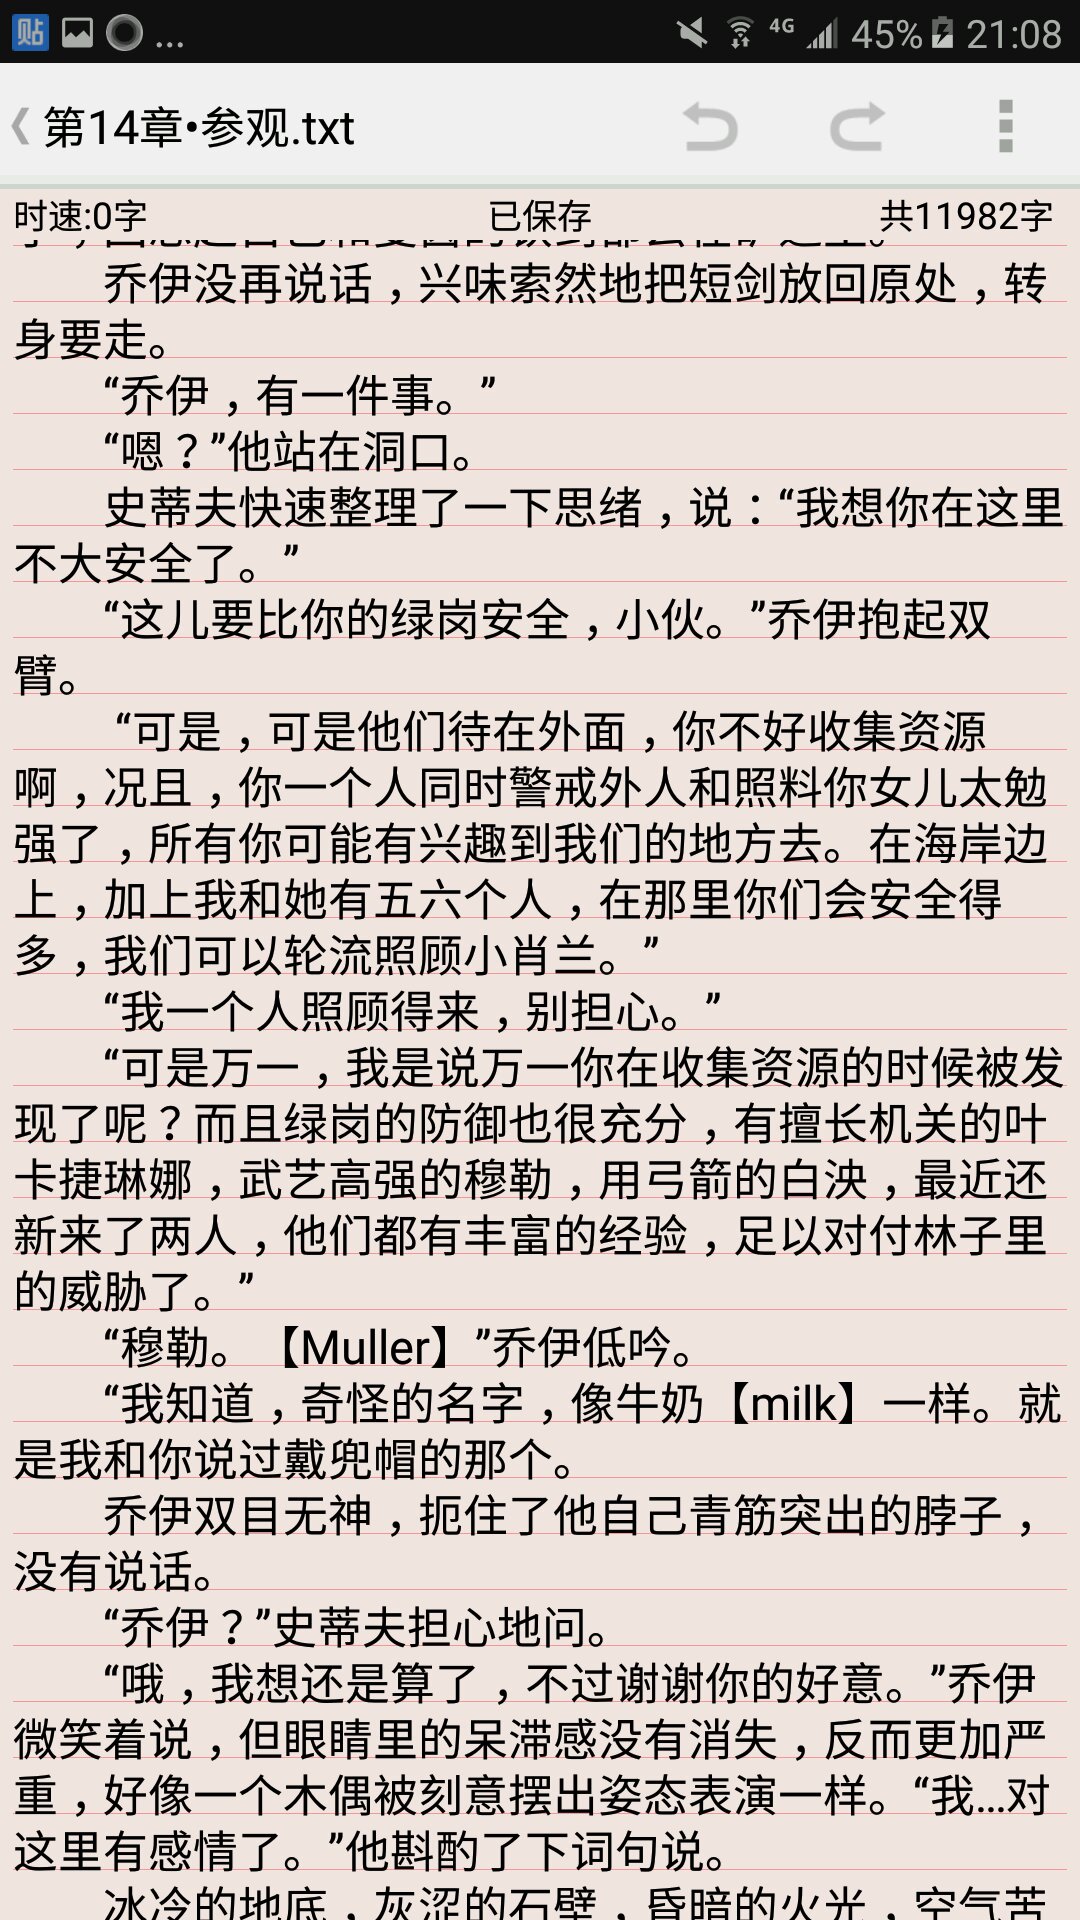 贴
... 4G 45% 21:08
第14章•参观.txt
时速:0字 已保存 共11982字
乔伊没再说话，兴味索然地把短剑放回原处，转
身要走。
“乔伊，有一件事。”
“嗯？”他站在洞口。
史蒂夫快速整理了一下思绪，说：“我想你在这里
不大安全了。”
“这儿要比你的绿岗安全，小伙。”乔伊抱起双
臂。
“可是，可是他们待在外面，你不好收集资源
啊，况且，你一个人同时警戒外人和照料你女儿太勉
强了，所有你可能有兴趣到我们的地方去。在海岸边
上，加上我和她有五六个人，在那里你们会安全得
多，我们可以轮流照顾小肖兰。”
“我一个人照顾得来，别担心。”
“可是万一，我是说万一你在收集资源的时候被发
现了呢？而且绿岗的防御也很充分，有擅长机关的叶
卡捷琳娜，武艺高强的穆勒，用弓箭的白泱，最近还
新来了两人，他们都有丰富的经验，足以对付林子里
的威胁了。”
“穆勒。【Muller】”乔伊低吟。
“我知道，奇怪的名字，像牛奶【milk】一样。就
是我和你说过戴兜帽的那个。
乔伊双目无神，扼住了他自己青筋突出的脖子，
没有说话。
“乔伊？”史蒂夫担心地问。
“哦，我想还是算了，不过谢谢你的好意。”乔伊
微笑着说，但眼睛里的呆滞感没有消失，反而更加严
重，好像一个木偶被刻意摆出姿态表演一样。“我...对
这里有感情了。”他斟酌了下词句说。
冰冷的地底，灰涩的石壁，昏暗的火光，空气苦